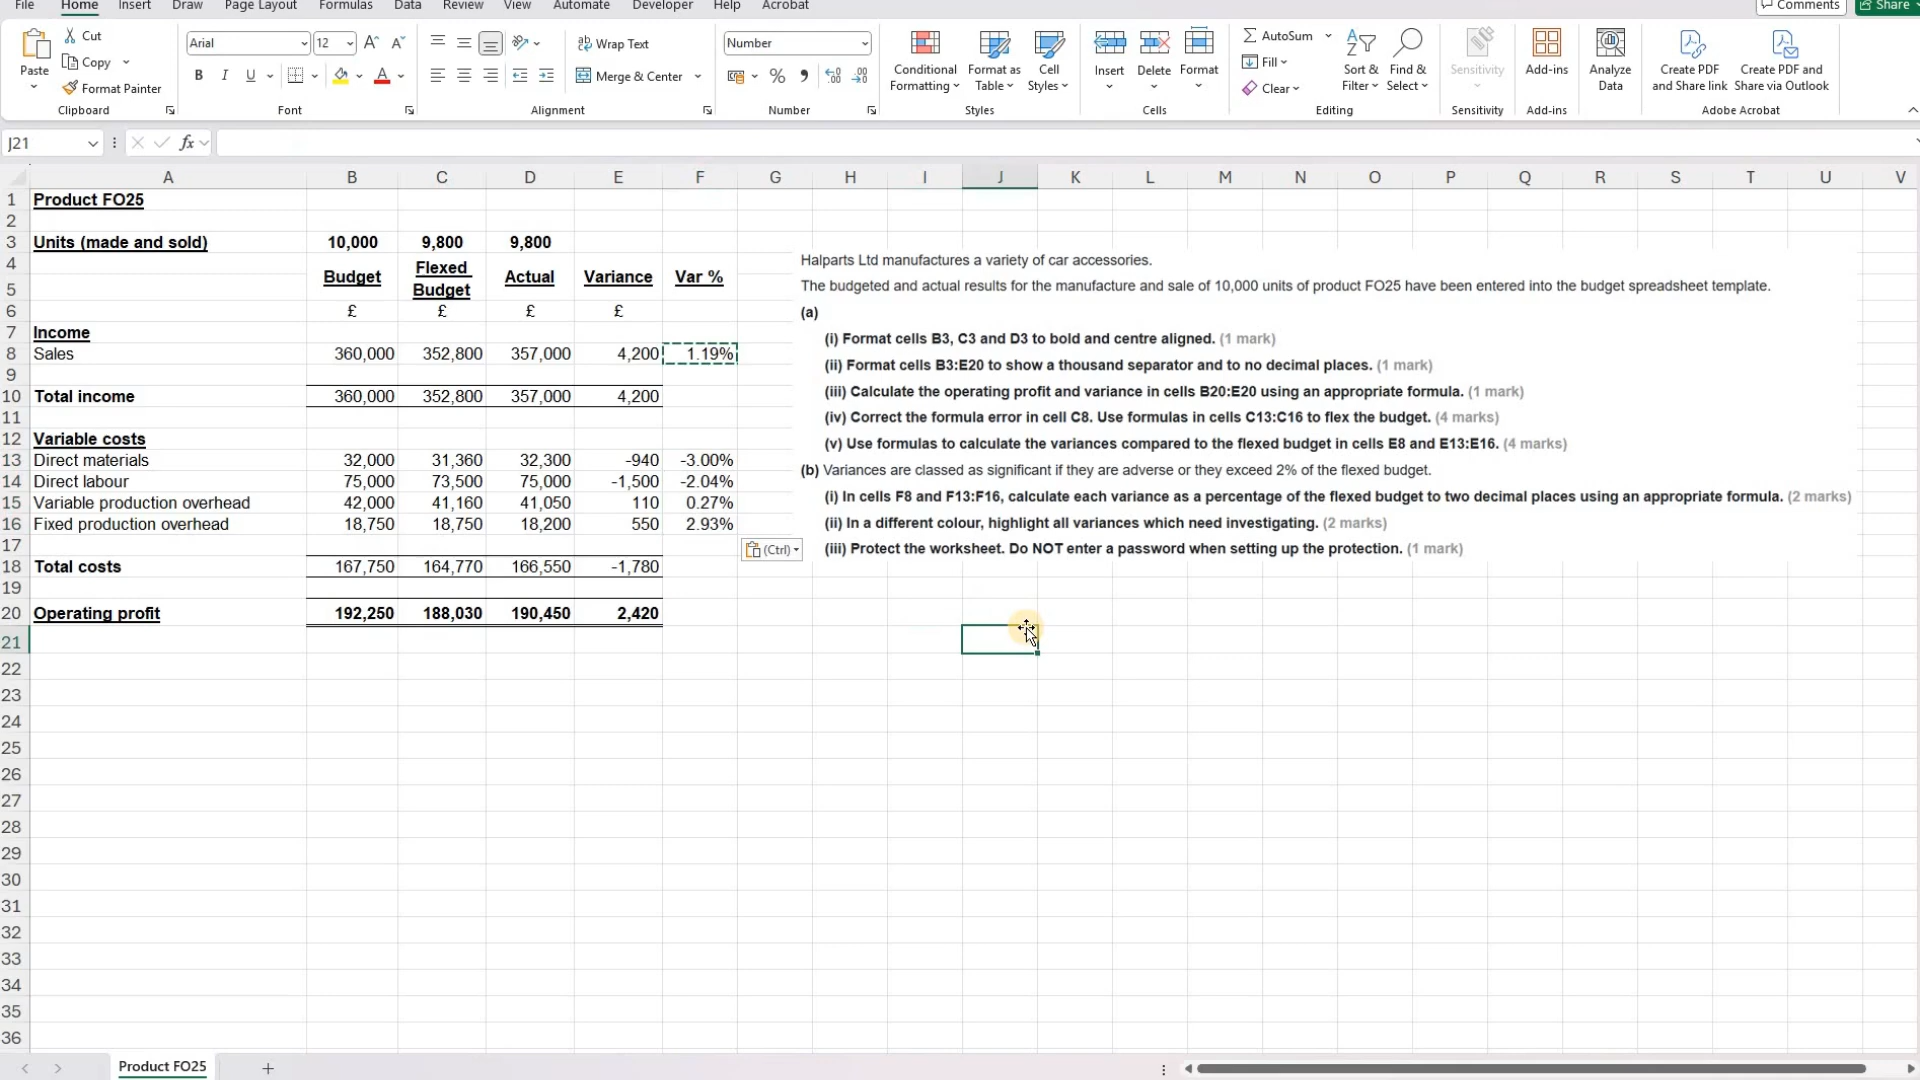 File Home Insert Draw Page Layout Formulas Data Review View Automate Developer Help Acrobat Comments Share
Paste Cut Copy Format Painter Clipboard
Arial 12 B I U Font
Wrap Text Merge & Center Alignment
Number % Number
Conditional Formatting Format as Table Cell Styles Styles
Insert Delete Format Cells
AutoSum Fill Clear Sort & Filter Find & Select Editing
Sensitivity Sensitivity
Add-ins Add-ins
Analyze Data
Create PDF and Share link Create PDF and Share via Outlook Adobe Acrobat
J21 fx
A B C D E F G H I J K L M N O P Q R S T U V
1 Product FO25
2
3 Units (made and sold) 10,000 9,800 9,800
4
5 Budget Flexed Budget Actual Variance Var %
6 £ £ £ £
7 Income
8 Sales 360,000 352,800 357,000 4,200 1.19%
9
10 Total income 360,000 352,800 357,000 4,200
11
12 Variable costs
13 Direct materials 32,000 31,360 32,300 -940 -3.00%
14 Direct labour 75,000 73,500 75,000 -1,500 -2.04%
15 Variable production overhead 42,000 41,160 41,050 110 0.27%
16 Fixed production overhead 18,750 18,750 18,200 550 2.93%
17 (Ctrl)
18 Total costs 167,750 164,770 166,550 -1,780
19
20 Operating profit 192,250 188,030 190,450 2,420
21
22
23
24
25
26
27
28
29
30
31
32
33
34
35
36
Halparts Ltd manufactures a variety of car accessories.
The budgeted and actual results for the manufacture and sale of 10,000 units of product FO25 have been entered into the budget spreadsheet template.
(a)
(i) Format cells B3, C3 and D3 to bold and centre aligned. (1 mark)
(ii) Format cells B3:E20 to show a thousand separator and to no decimal places. (1 mark)
(iii) Calculate the operating profit and variance in cells B20:E20 using an appropriate formula. (1 mark)
(iv) Correct the formula error in cell C8. Use formulas in cells C13:C16 to flex the budget. (4 marks)
(v) Use formulas to calculate the variances compared to the flexed budget in cells E8 and E13:E16. (4 marks)
(b) Variances are classed as significant if they are adverse or they exceed 2% of the flexed budget.
(i) In cells F8 and F13:F16, calculate each variance as a percentage of the flexed budget to two decimal places using an appropriate formula. (2 marks)
(ii) In a different colour, highlight all variances which need investigating. (2 marks)
(iii) Protect the worksheet. Do NOT enter a password when setting up the protection. (1 mark)
Product FO25